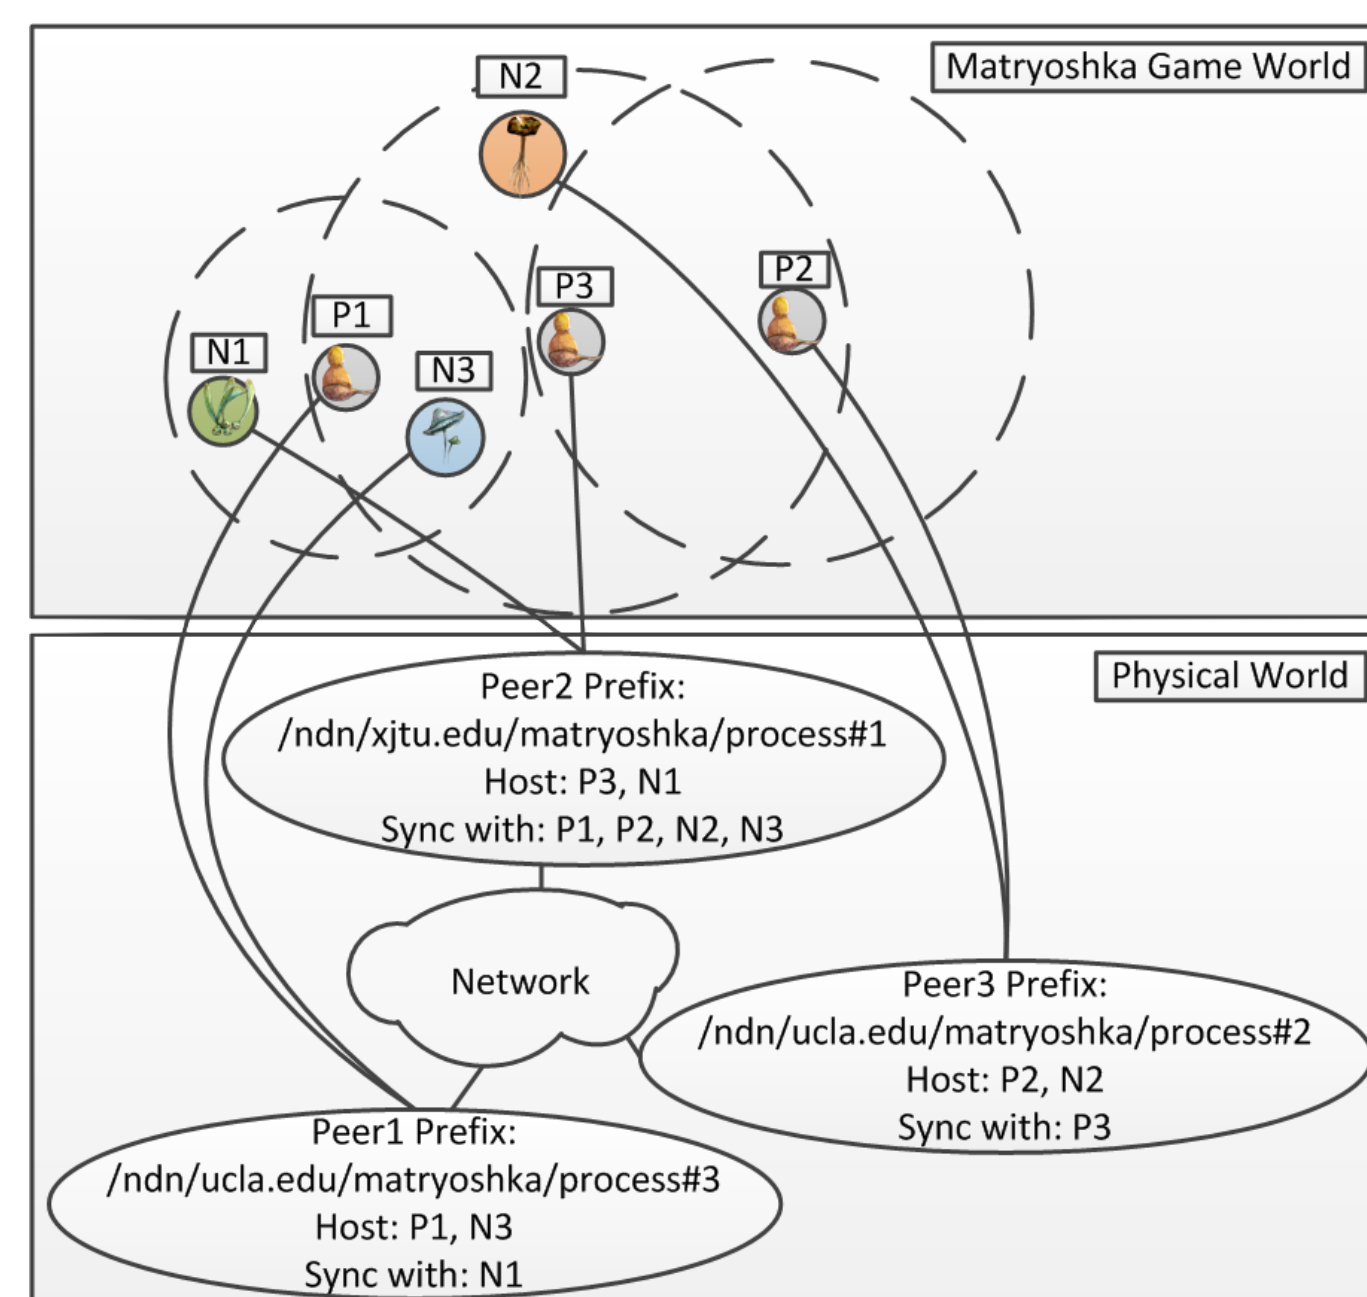 Matryoshka Game World
N2
P3
P2
P1
N1
N3
Physical World
Peer2 Prefix:
/ndn/xjtu.edu/matryoshka/process#1
Host: P3, N1
Sync with: P1, P2, N2, N3
Network
Peer3 Prefix:
/ndn/ucla.edu/matryoshka/process#2
Host: P2, N2
Sync with: P3
Peer1 Prefix:
/ndn/ucla.edu/matryoshka/process#3
Host: P1, N3
Sync with: N1